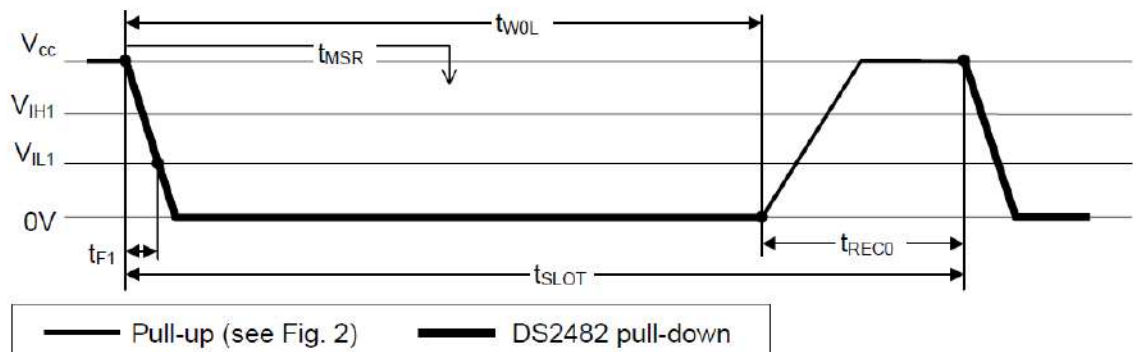 tW0L
Vcc
tMSR
VIH1
VIL1
0V
tF1
tREC0
tSLOT
Pull-up (see Fig. 2) DS2482 pull-down